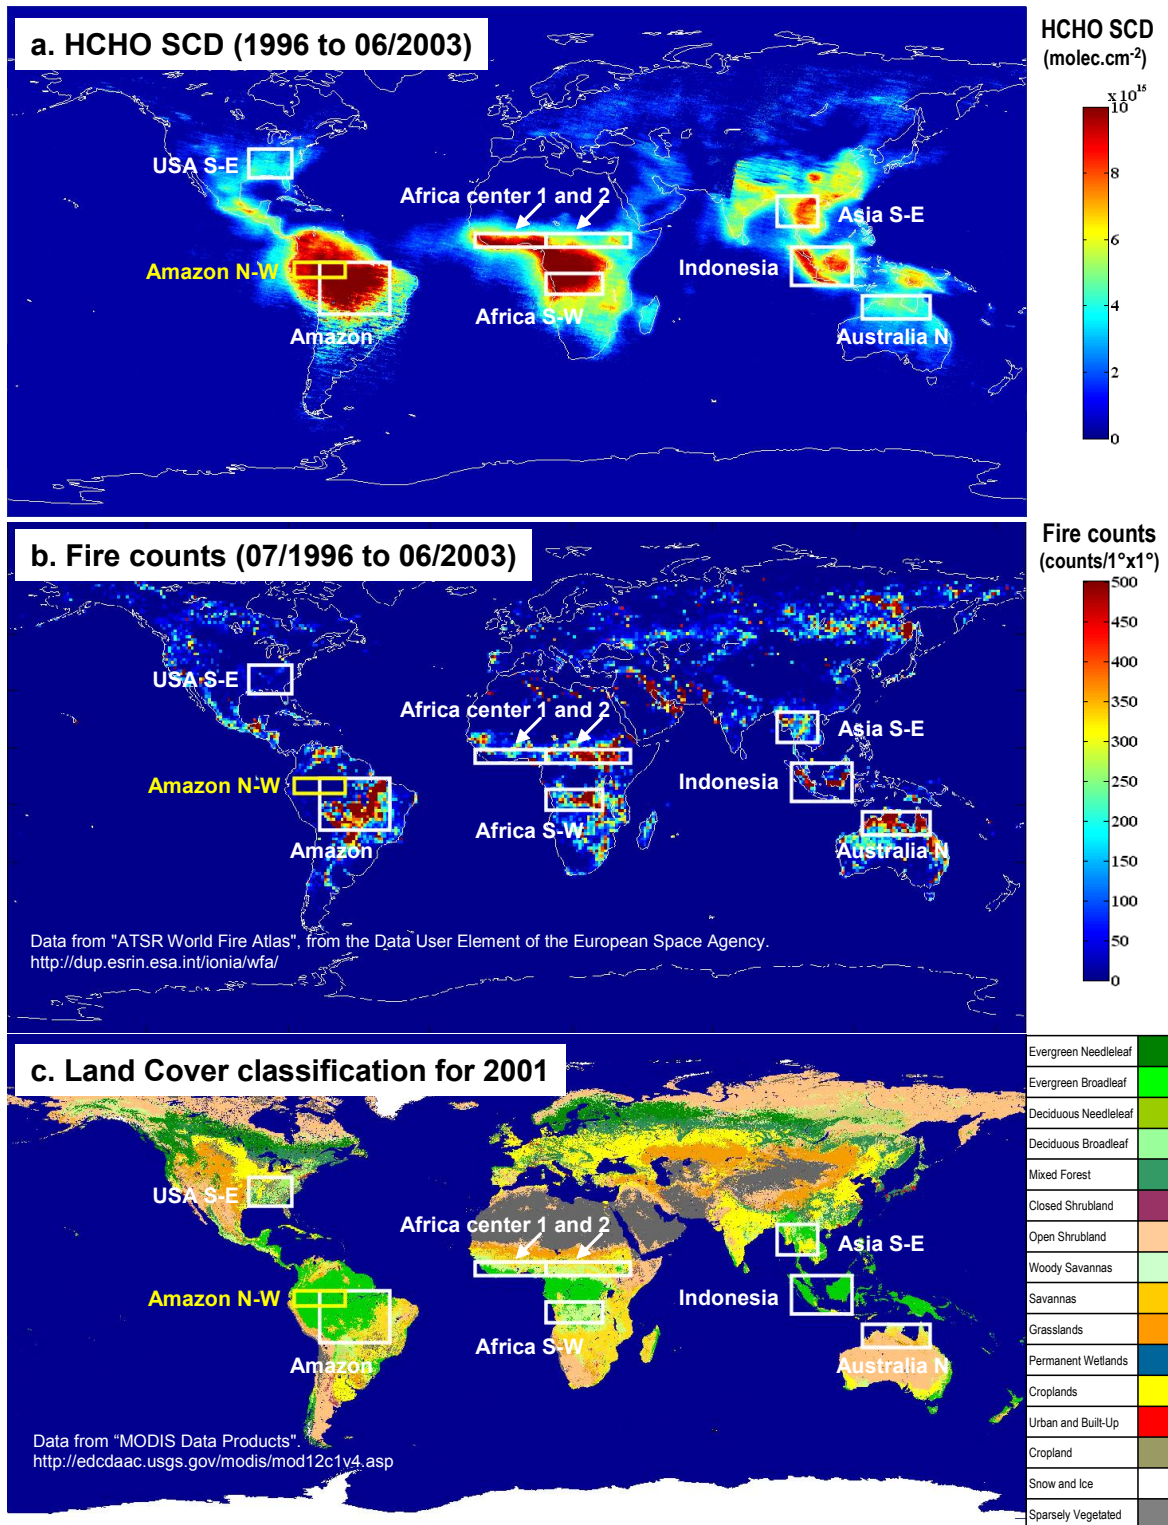 a. HCHO SCD (1996 to 06/2003)
HCHO SCD
(molec.cm-2)
x 10¹⁵
10
8
6
4
2
0
USA S-E
Africa center 1 and 2
Asia S-E
Amazon N-W
Indonesia
Africa S-W
Amazon
Australia N
b. Fire counts (07/1996 to 06/2003)
Fire counts
(counts/1°x1°)
500
450
400
350
300
250
200
150
100
50
0
USA S-E
Africa center 1 and 2
Asia S-E
Amazon N-W
Indonesia
Africa S-W
Amazon
Australia N
Data from "ATSR World Fire Atlas", from the Data User Element of the European Space Agency.
http://dup.esrin.esa.int/ionia/wfa/
c. Land Cover classification for 2001
USA S-E
Africa center 1 and 2
Asia S-E
Amazon N-W
Indonesia
Africa S-W
Amazon
Australia N
Data from “MODIS Data Products".
http://edcdaac.usgs.gov/modis/mod12c1v4.asp
Evergreen Needleleaf
Evergreen Broadleaf
Deciduous Needleleaf
Deciduous Broadleaf
Mixed Forest
Closed Shrubland
Open Shrubland
Woody Savannas
Savannas
Grasslands
Permanent Wetlands
Croplands
Urban and Built-Up
Cropland
Snow and Ice
Sparsely Vegetated